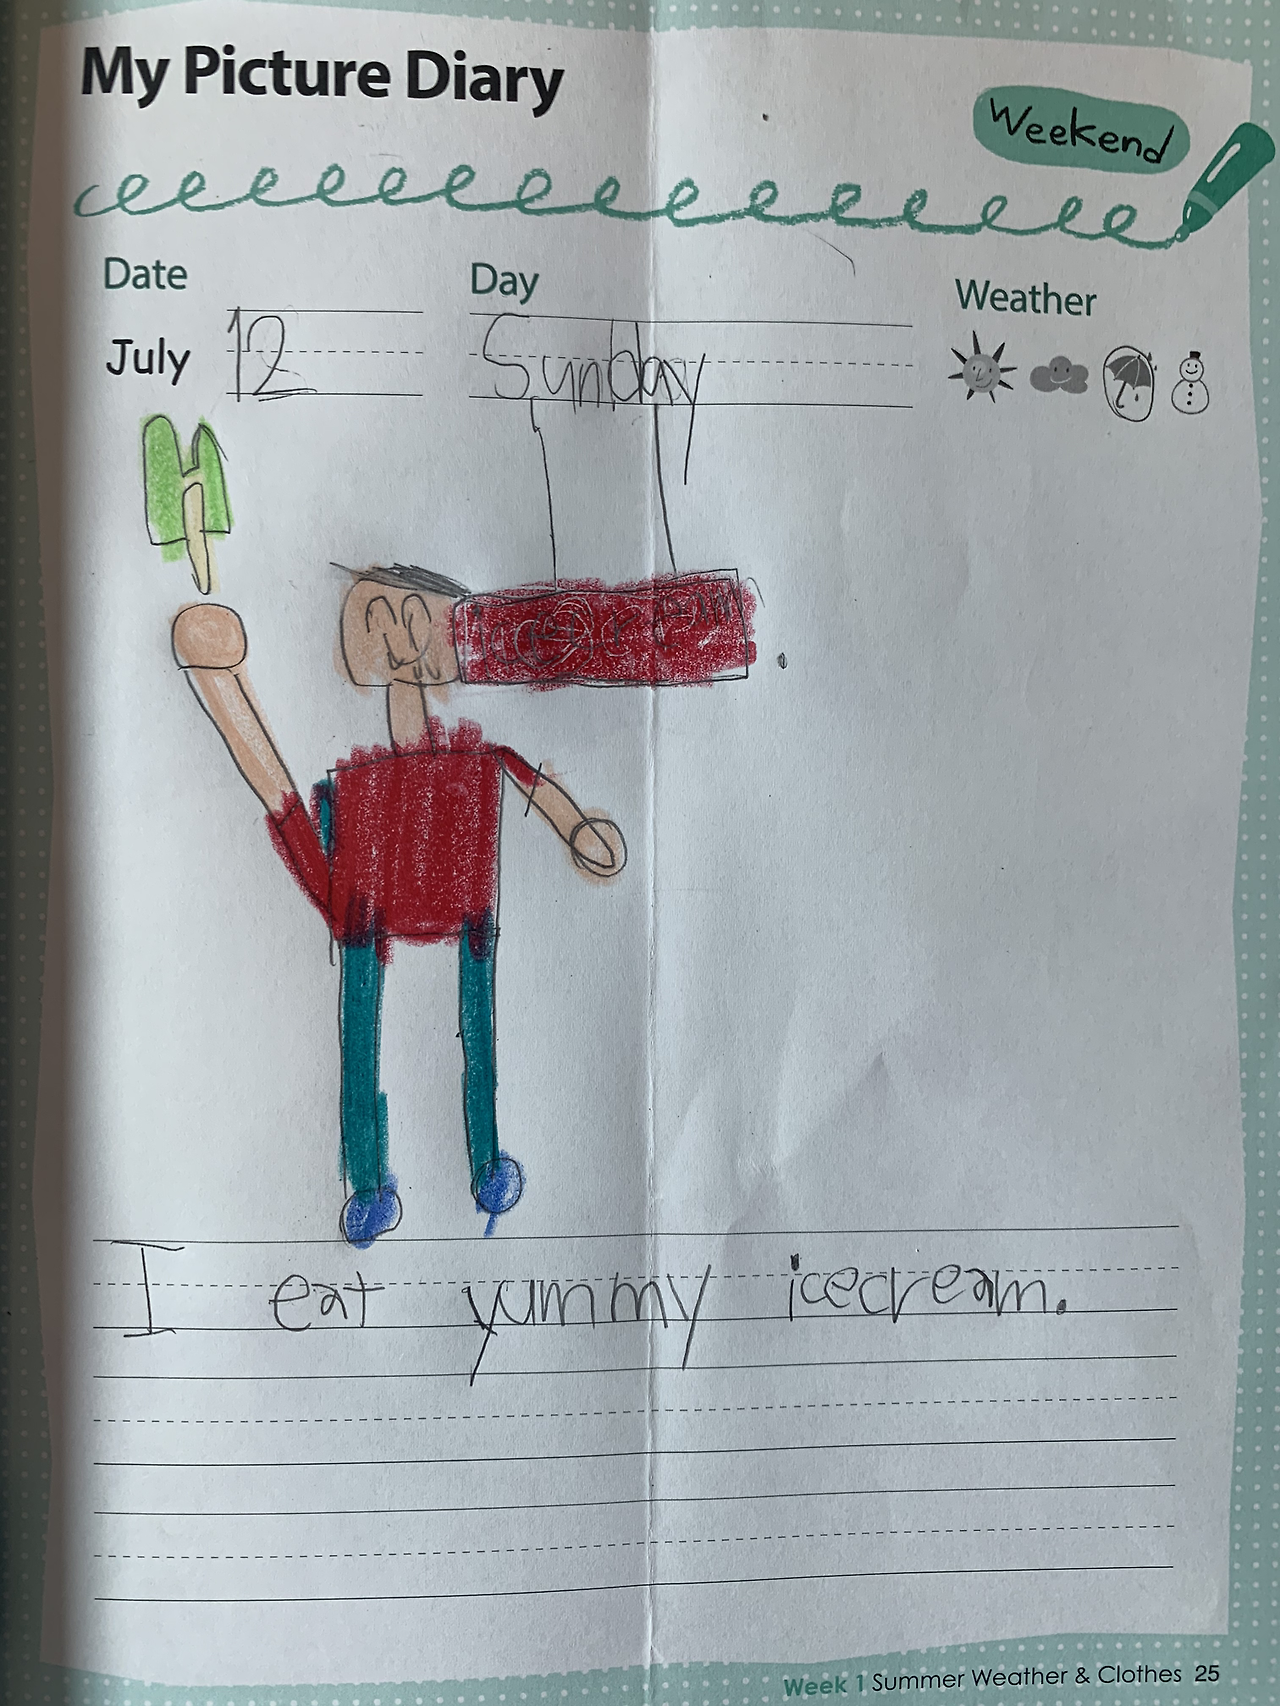 My Picture Diary
Weekend
Date
Day
Weather
July 12
Sunday
icecream
I eat yummy icecream.
Week 1 Summer Weather & Clothes 25